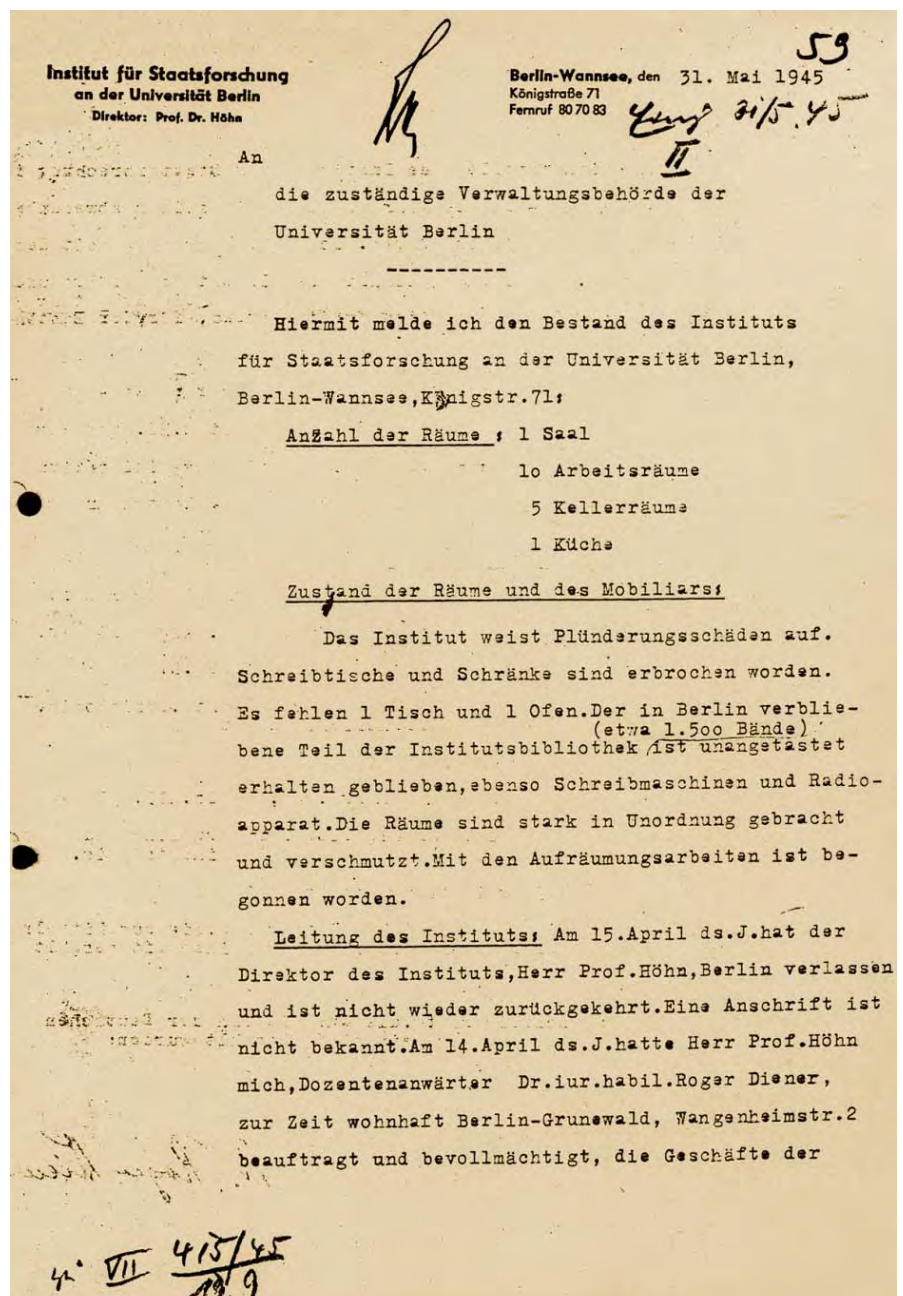 59
Institut für Staatsforschung
an der Universität Berlin
Direktor: Prof. Dr. Höhn
Berlin-Wannsee, den 31. Mai 1945
Königstraße 71
Fernruf 80 70 83
31/5.45
II
An
die zuständige Verwaltungsbehörde der
Universität Berlin
----------
Hiermit melde ich den Bestand des Instituts
für Staatsforschung an der Universität Berlin,
Berlin-Wannsee,Königstr.71:
Anzahl der Räume : 1 Saal
1o Arbeitsräume
5 Kellerräume
1 Küche
Zustand der Räume und des Mobiliars:
Das Institut weist Plünderungsschäden auf.
Schreibtische und Schränke sind erbrochen worden.
Es fehlen 1 Tisch und 1 Ofen.Der in Berlin verblie-
(etwa 1.5oo Bände)
bene Teil der Institutsbibliothek /ist unangetastet
erhalten geblieben,ebenso Schreibmaschinen und Radio-
apparat.Die Räume sind stark in Unordnung gebracht
und verschmutzt.Mit den Aufräumungsarbeiten ist be-
gonnen worden.
Leitung des Instituts: Am 15.April ds.J.hat der
Direktor des Instituts,Herr Prof.Höhn,Berlin verlassen
und ist nicht wieder zurückgekehrt.Eine Anschrift ist
nicht bekannt.Am 14.April ds.J.hatte Herr Prof.Höhn
mich,Dozentenanwärter Dr.iur.habil.Roger Diener,
zur Zeit wohnhaft Berlin-Grunewald, Wangenheimstr.2
beauftragt und bevollmächtigt, die Geschäfte der
VII 415/45